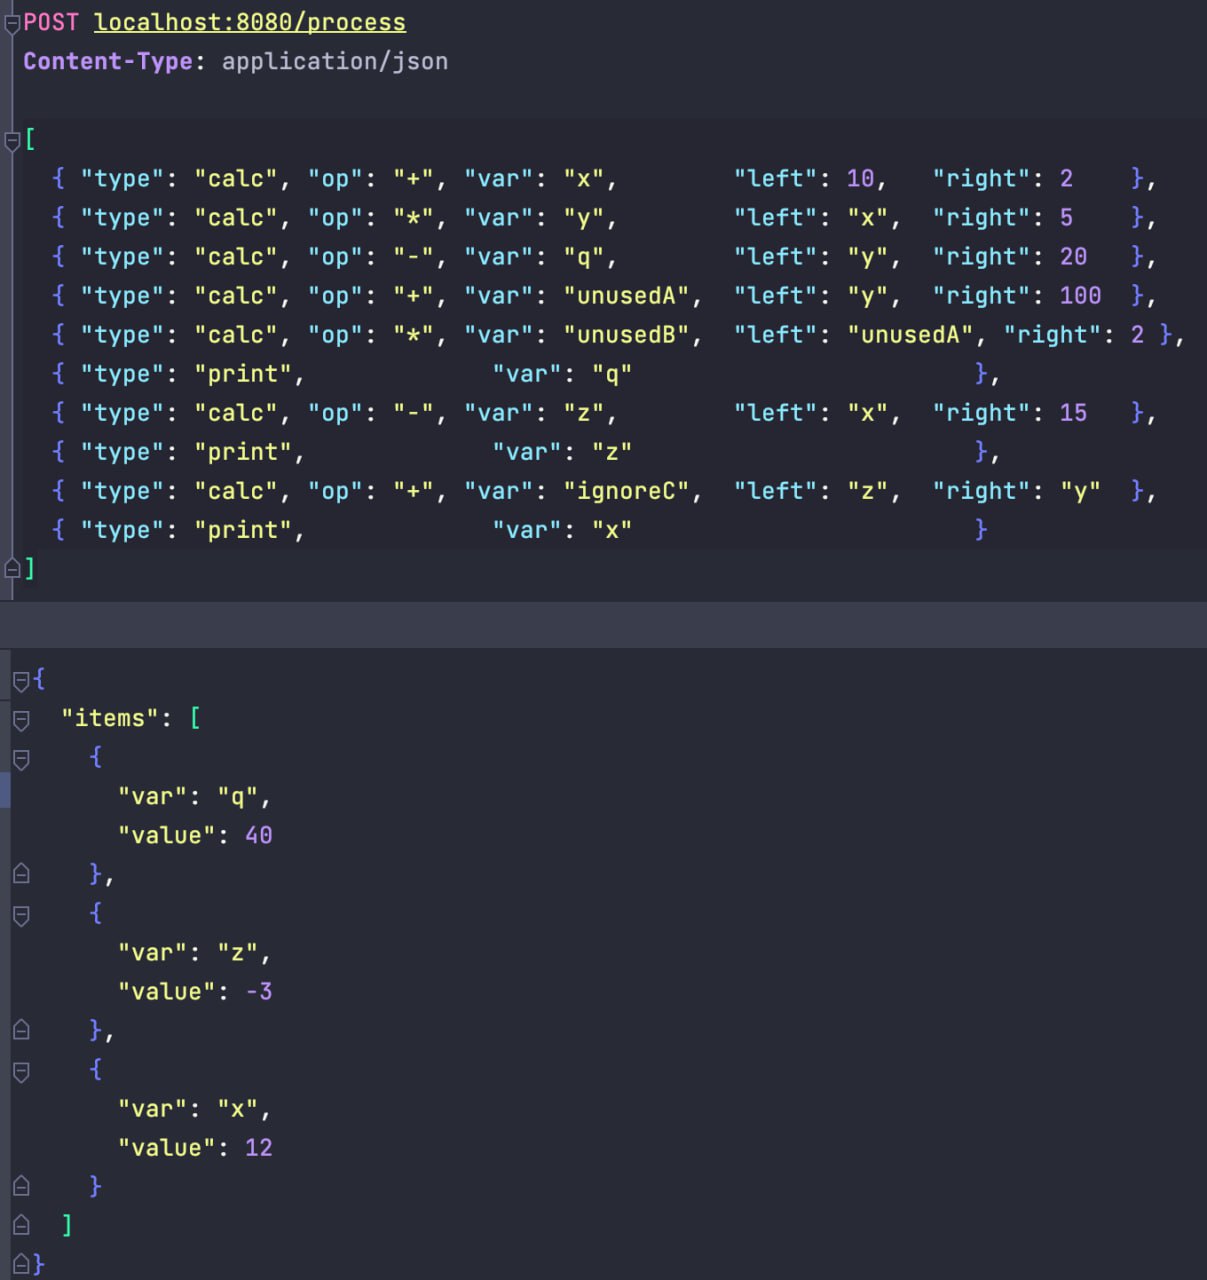 POST localhost:8080/process
Content-Type: application/json
[
{ "type": "calc", "op": "+", "var": "x", "left": 10, "right": 2 },
{ "type": "calc", "op": "*", "var": "y", "left": "x", "right": 5 },
{ "type": "calc", "op": "-", "var": "q", "left": "y", "right": 20 },
{ "type": "calc", "op": "+", "var": "unusedA", "left": "y", "right": 100 },
{ "type": "calc", "op": "*", "var": "unusedB", "left": "unusedA", "right": 2 },
{ "type": "print", "var": "q" },
{ "type": "calc", "op": "-", "var": "z", "left": "x", "right": 15 },
{ "type": "print", "var": "z" },
{ "type": "calc", "op": "+", "var": "ignoreC", "left": "z", "right": "y" },
{ "type": "print", "var": "x" }
]
{
"items": [
{
"var": "q",
"value": 40
},
{
"var": "z",
"value": -3
},
{
"var": "x",
"value": 12
}
]
}